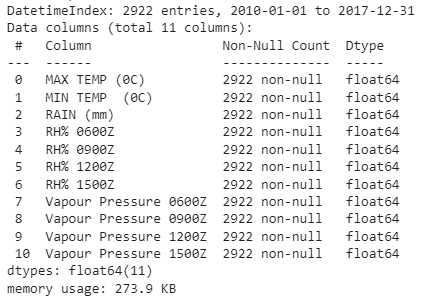 DatetimeIndex: 2922 entries, 2010-01-01 to 2017-12-31
Data columns (total 11 columns):
 #   Column                Non-Null Count  Dtype
---  ------                --------------  -----
 0   MAX TEMP (0C)         2922 non-null   float64
 1   MIN TEMP  (0C)        2922 non-null   float64
 2   RAIN (mm)             2922 non-null   float64
 3   RH% 0600Z             2922 non-null   float64
 4   RH% 0900Z             2922 non-null   float64
 5   RH% 1200Z             2922 non-null   float64
 6   RH% 1500Z             2922 non-null   float64
 7   Vapour Pressure 0600Z 2922 non-null   float64
 8   Vapour Pressure 0900Z 2922 non-null   float64
 9   Vapour Pressure 1200Z 2922 non-null   float64
 10  Vapour Pressure 1500Z 2922 non-null   float64
dtypes: float64(11)
memory usage: 273.9 KB